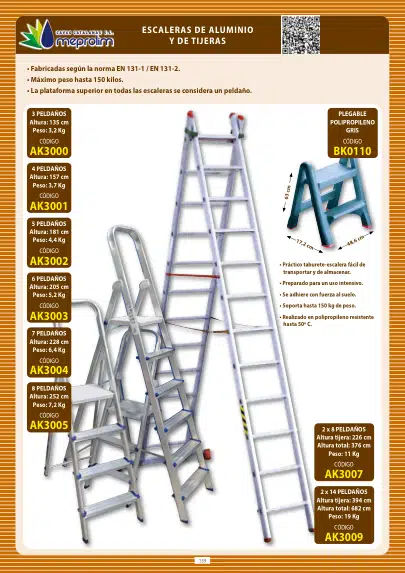 GAYAS CATALANAS S.L.
meprolim
ESCALERAS DE ALUMINIO
Y DE TIJERAS
• Fabricadas según la norma EN 131-1 / EN 131-2.
• Máximo peso hasta 150 kilos.
• La plataforma superior en todas las escaleras se considera un peldaño.
3 PELDAÑOS
Altura: 135 cm
Peso: 3,2 Kg
CÓDIGO
AK3000
4 PELDAÑOS
Altura: 157 cm
Peso: 3,7 Kg
CÓDIGO
AK3001
5 PELDAÑOS
Altura: 181 cm
Peso: 4,4 Kg
CÓDIGO
AK3002
6 PELDAÑOS
Altura: 205 cm
Peso: 5,2 Kg
CÓDIGO
AK3003
7 PELDAÑOS
Altura: 228 cm
Peso: 6,4 Kg
CÓDIGO
AK3004
8 PELDAÑOS
Altura: 252 cm
Peso: 7,2 Kg
CÓDIGO
AK3005
PLEGABLE
POLIPROPILENO
GRIS
CÓDIGO
BK0110
• Práctico taburete-escalera fácil de
transportar y de almacenar.
• Preparado para un uso intensivo.
• Se adhiere con fuerza al suelo.
• Soporta hasta 150 kg de peso.
• Realizado en polipropileno resistente
hasta 50º C.
2 x 8 PELDAÑOS
Altura tijera: 226 cm
Altura total: 376 cm
Peso: 11 Kg
CÓDIGO
AK3007
2 x 14 PELDAÑOS
Altura tijera: 394 cm
Altura total: 682 cm
Peso: 19 Kg
CÓDIGO
AK3009